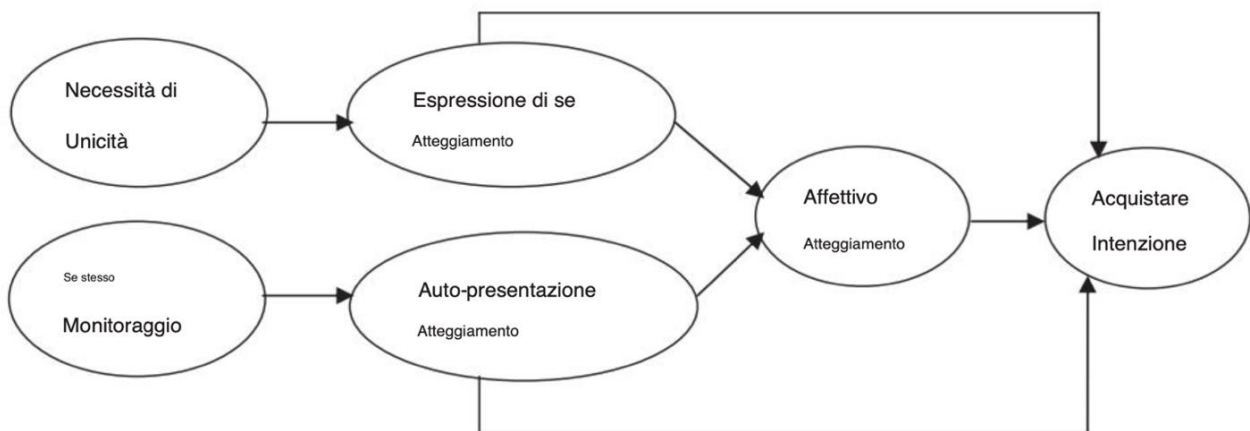 Necessità di
Unicità
Espressione di se
Atteggiamento
Se stesso
Monitoraggio
Auto-presentazione
Atteggiamento
Affettivo
Atteggiamento
Acquistare
Intenzione